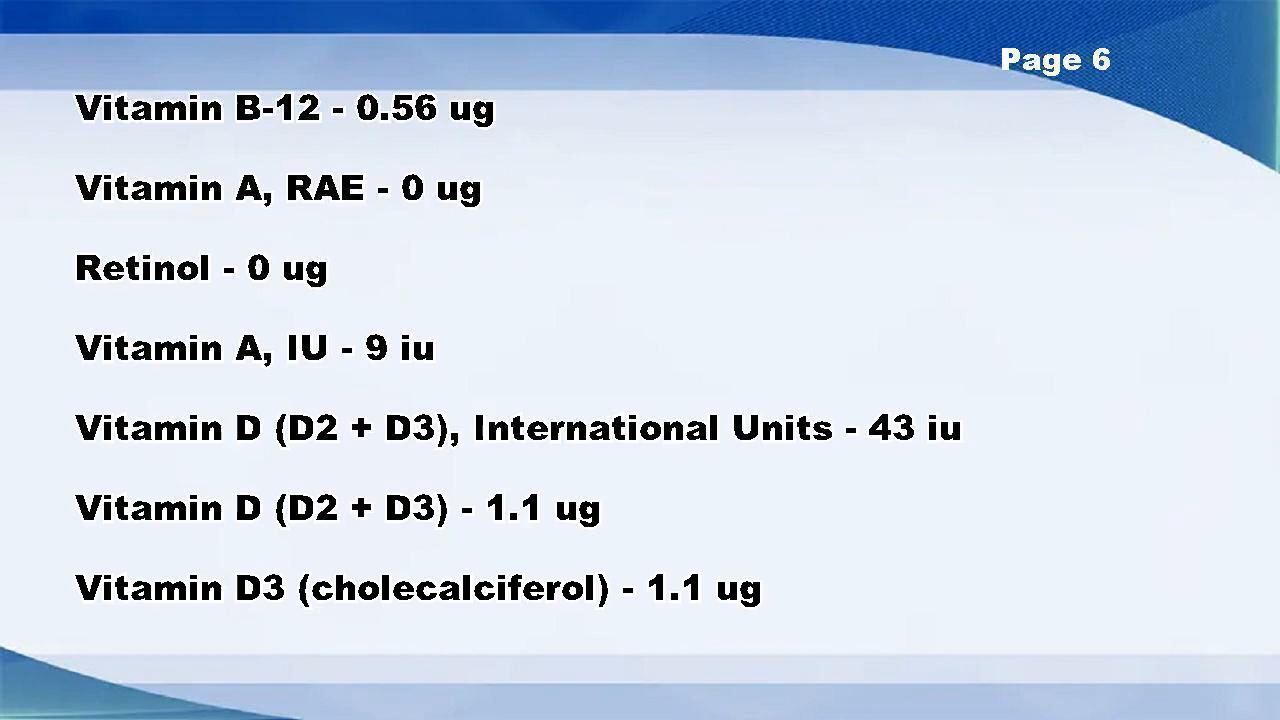 Page 6
Vitamin B-12 - 0.56 ug
Vitamin A, RAE - 0 ug
Retinol - 0 ug
Vitamin A, IU - 9 iu
Vitamin D (D2 + D3), International Units - 43 iu
Vitamin D (D2 + D3) - 1.1 ug
Vitamin D3 (cholecalciferol) - 1.1 ug